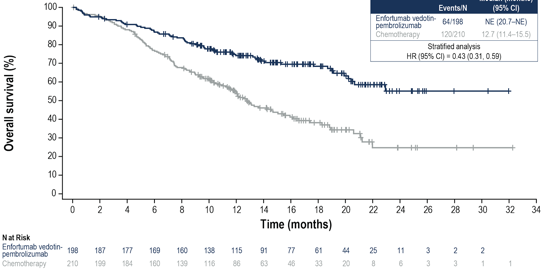 Events/N
(95% CI)
Enfortumab vedotin-
pembrolizumab
64/198
NE (20.7–NE)
Chemotherapy
120/210
12.7 (11.4–15.5)
Stratified analysis
HR (95% CI) = 0.43 (0.31, 0.59)
Overall survival (%)
100
90
80
70
60
50
40
30
20
10
0
0 2 4 6 8 10 12 14 16 18 20 22 24 26 28 30 32 34
Time (months)
N at Risk
Enfortumab vedotin-
pembrolizumab
198 187 177 169 160 138 115 91 77 61 44 25 11 3 2 2
Chemotherapy 210 199 184 160 139 116 86 63 46 33 20 8 6 3 3 1 1